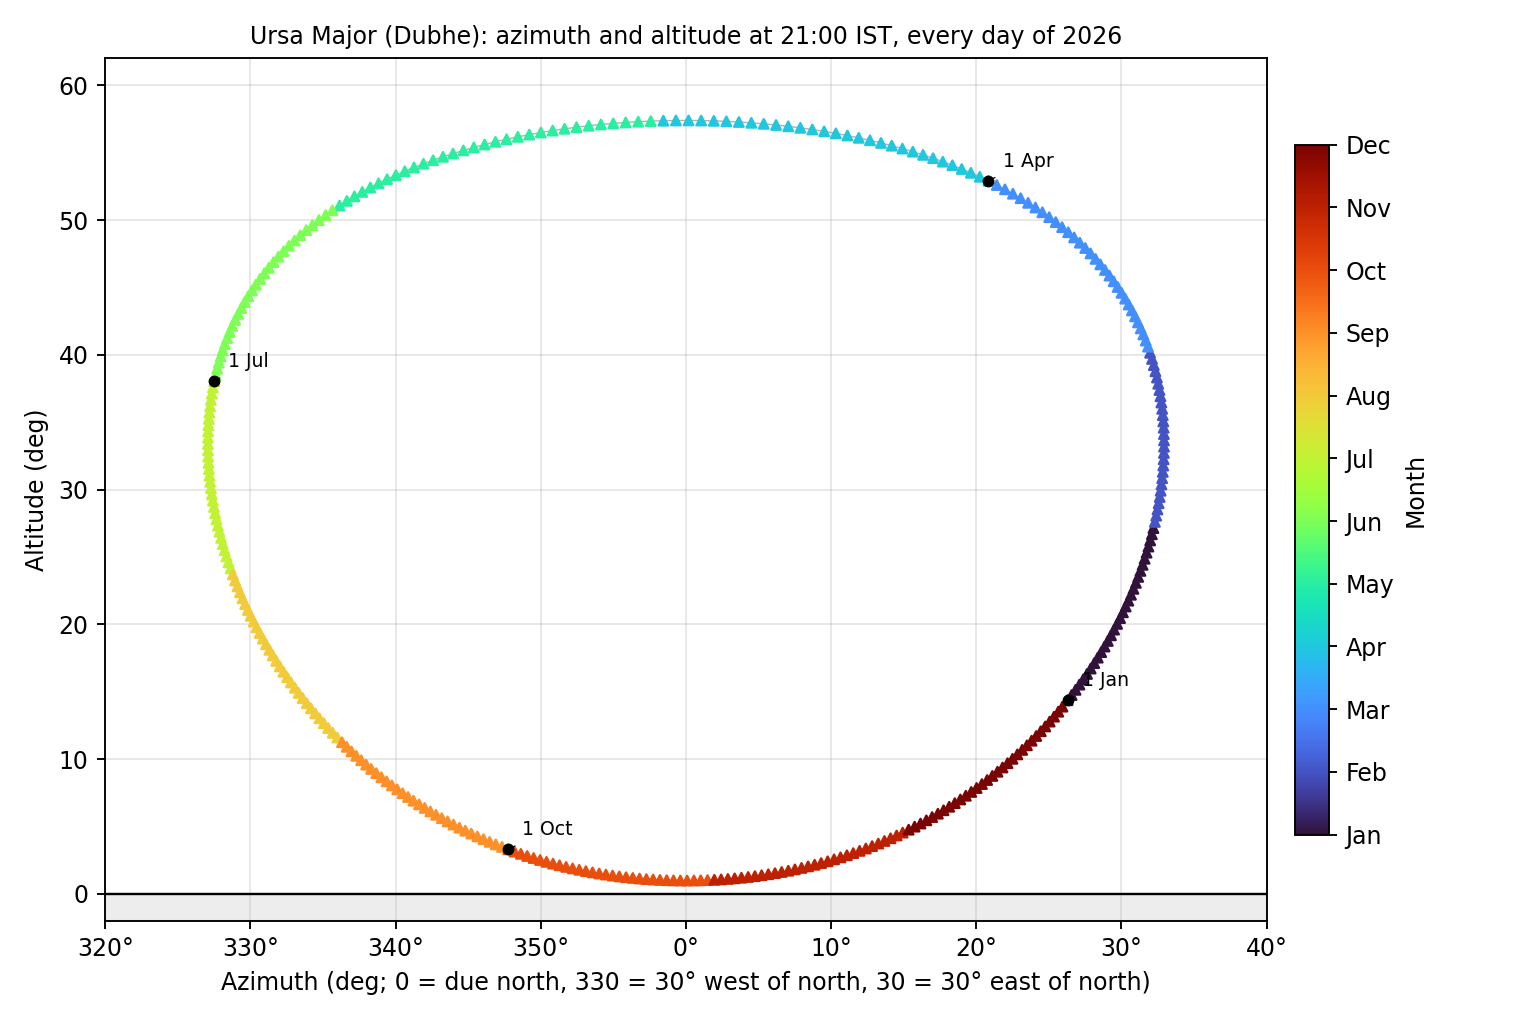 Ursa Major (Dubhe): azimuth and altitude at 21:00 IST, every day of 2026
60
50
40
30
20
10
0
Altitude (deg)
1 Apr
1 Jul
1 Jan
1 Oct
320°
330°
340°
350°
0°
10°
20°
30°
40°
Azimuth (deg; 0 = due north, 330 = 30° west of north, 30 = 30° east of north)
Dec
Nov
Oct
Sep
Aug
Jul
Jun
May
Apr
Mar
Feb
Jan
Month